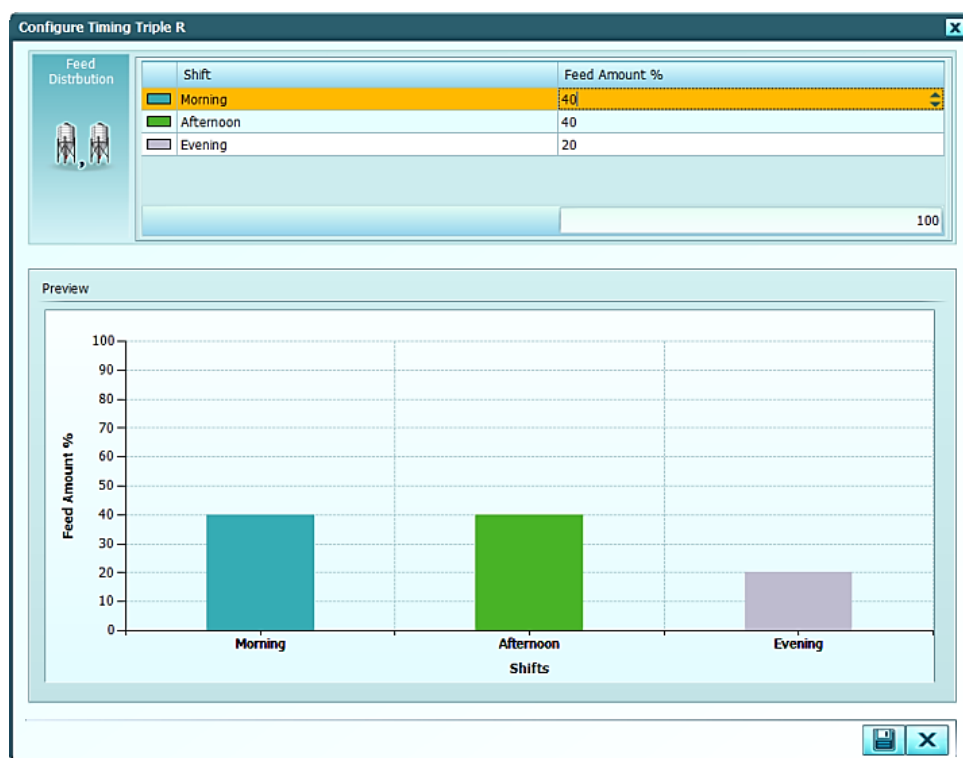 Configure Timing Triple R
Feed
Distrbution
Shift Feed Amount %
Morning 40
Afternoon 40
Evening 20
100
Preview
100
90
80
70
60
50
40
30
20
10
0
Feed Amount %
Morning Afternoon Evening
Shifts